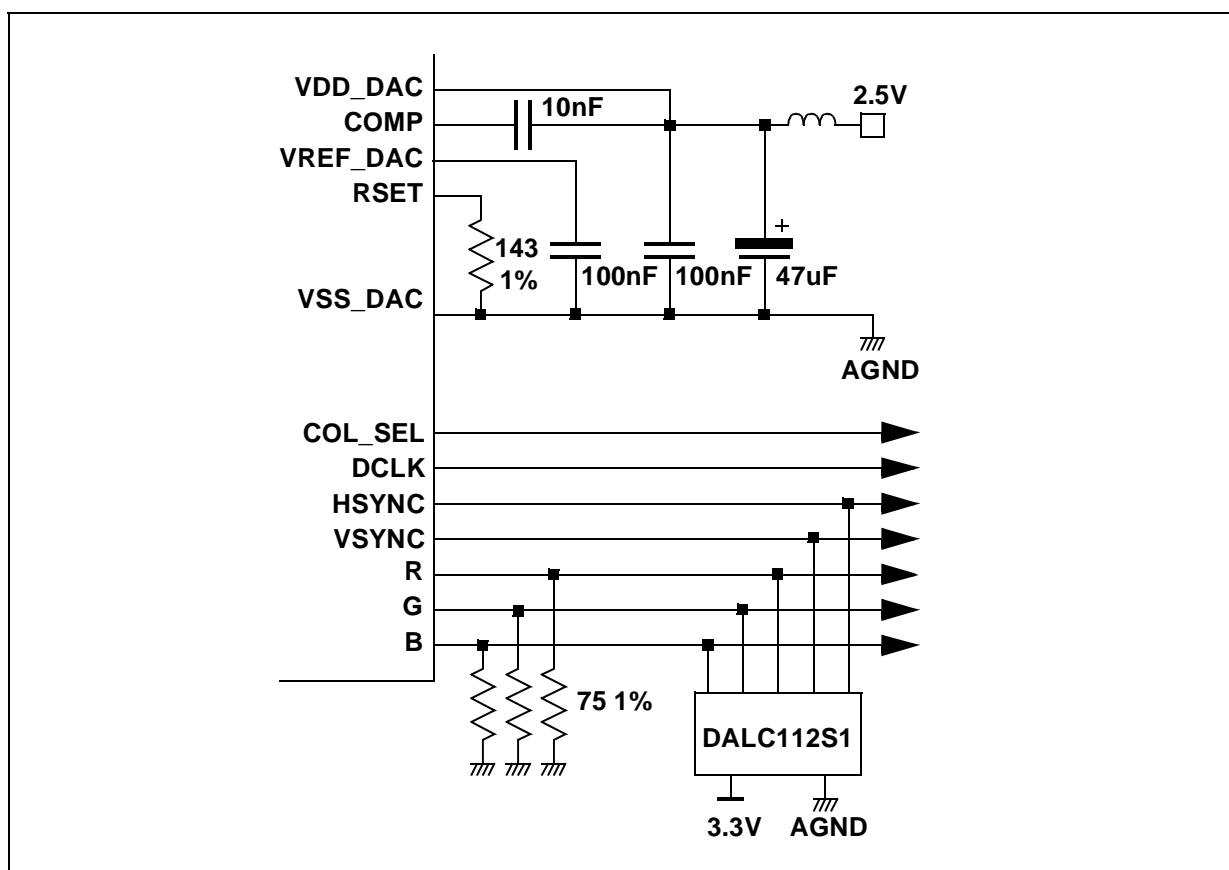 VDD_DAC
2.5V
COMP
10nF
VREF_DAC
RSET
+
143
1%
100nF
100nF
47uF
VSS_DAC
AGND
COL_SEL
DCLK
HSYNC
VSYNC
R
G
B
75 1%
DALC112S1
3.3V
AGND